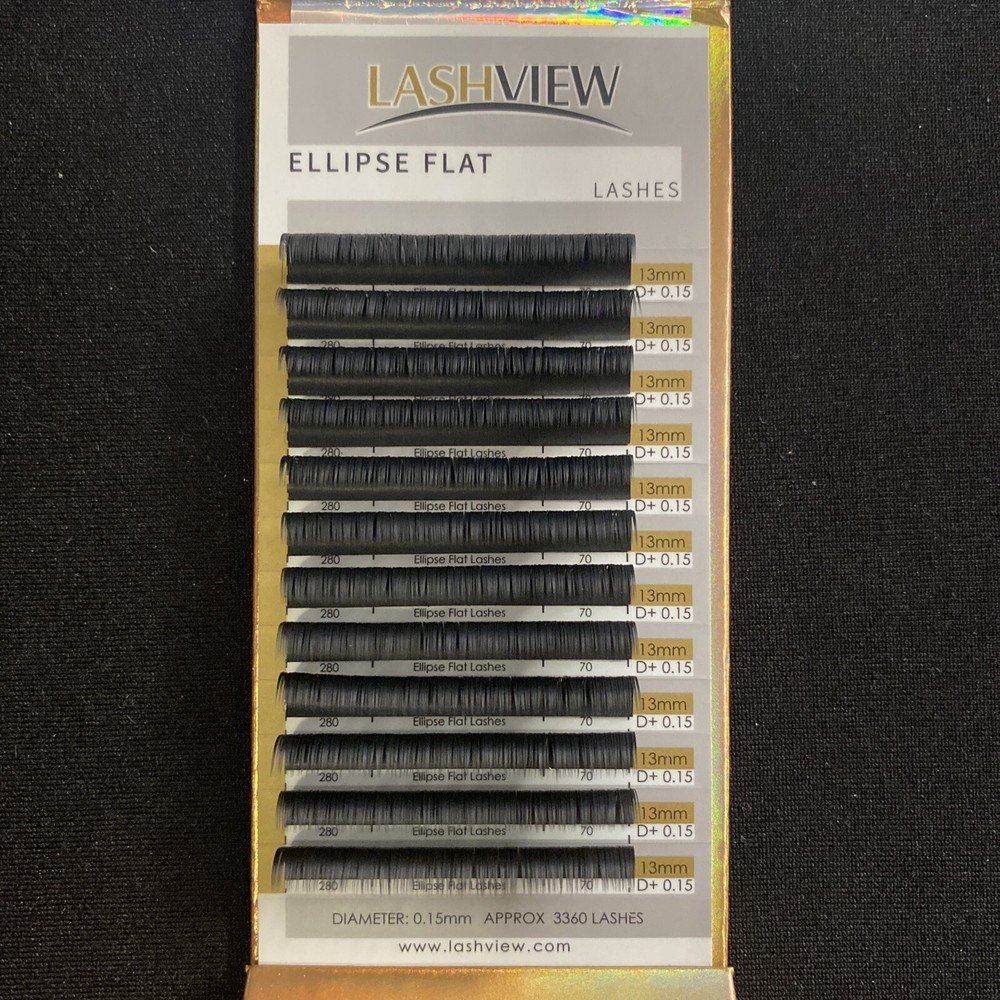 LASHVIEW
ELLIPSE FLAT
LASHES
13mm
280 Ellipse Flat Lashes 70 D+ 0.15
13mm
280 Ellipse Flat Lashes 70 D+ 0.15
13mm
280 Ellipse Flat Lashes 70 D+ 0.15
13mm
280 Ellipse Flat Lashes 70 D+ 0.15
13mm
280 Ellipse Flat Lashes 70 D+ 0.15
13mm
280 Ellipse Flat Lashes 70 D+ 0.15
13mm
280 Ellipse Flat Lashes 70 D+ 0.15
13mm
280 Ellipse Flat Lashes 70 D+ 0.15
13mm
280 Ellipse Flat Lashes 70 D+ 0.15
13mm
280 Ellipse Flat Lashes 70 D+ 0.15
13mm
280 Ellipse Flat Lashes 70 D+ 0.15
13mm
280 Ellipse Flat Lashes 70 D+ 0.15
DIAMETER: 0.15mm APPROX 3360 LASHES
www.lashview.com